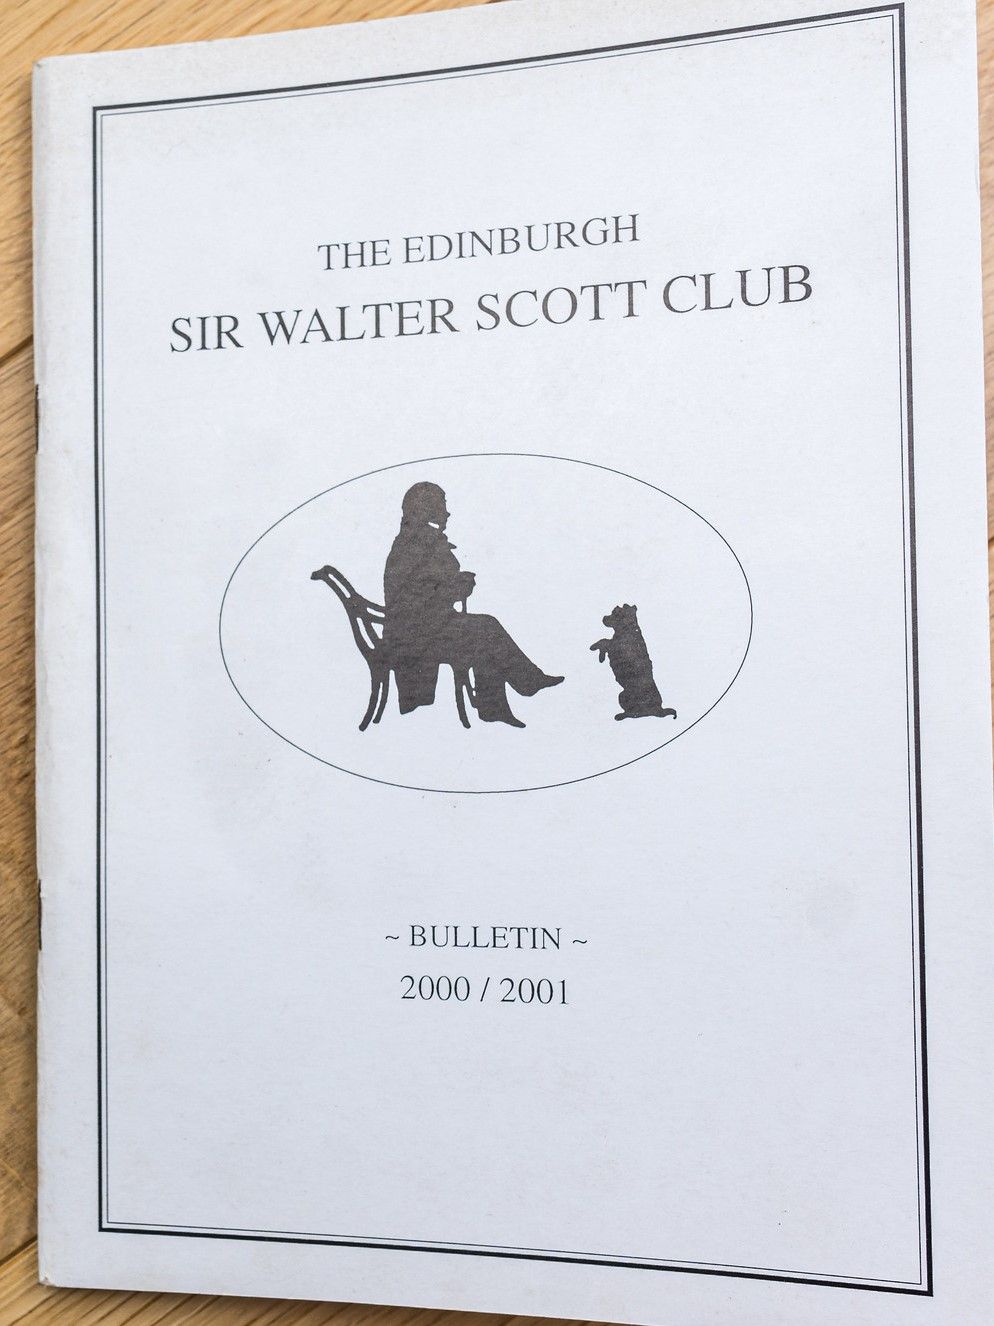 THE EDINBURGH
SIR WALTER SCOTT CLUB
~ BULLETIN ~
2000 / 2001